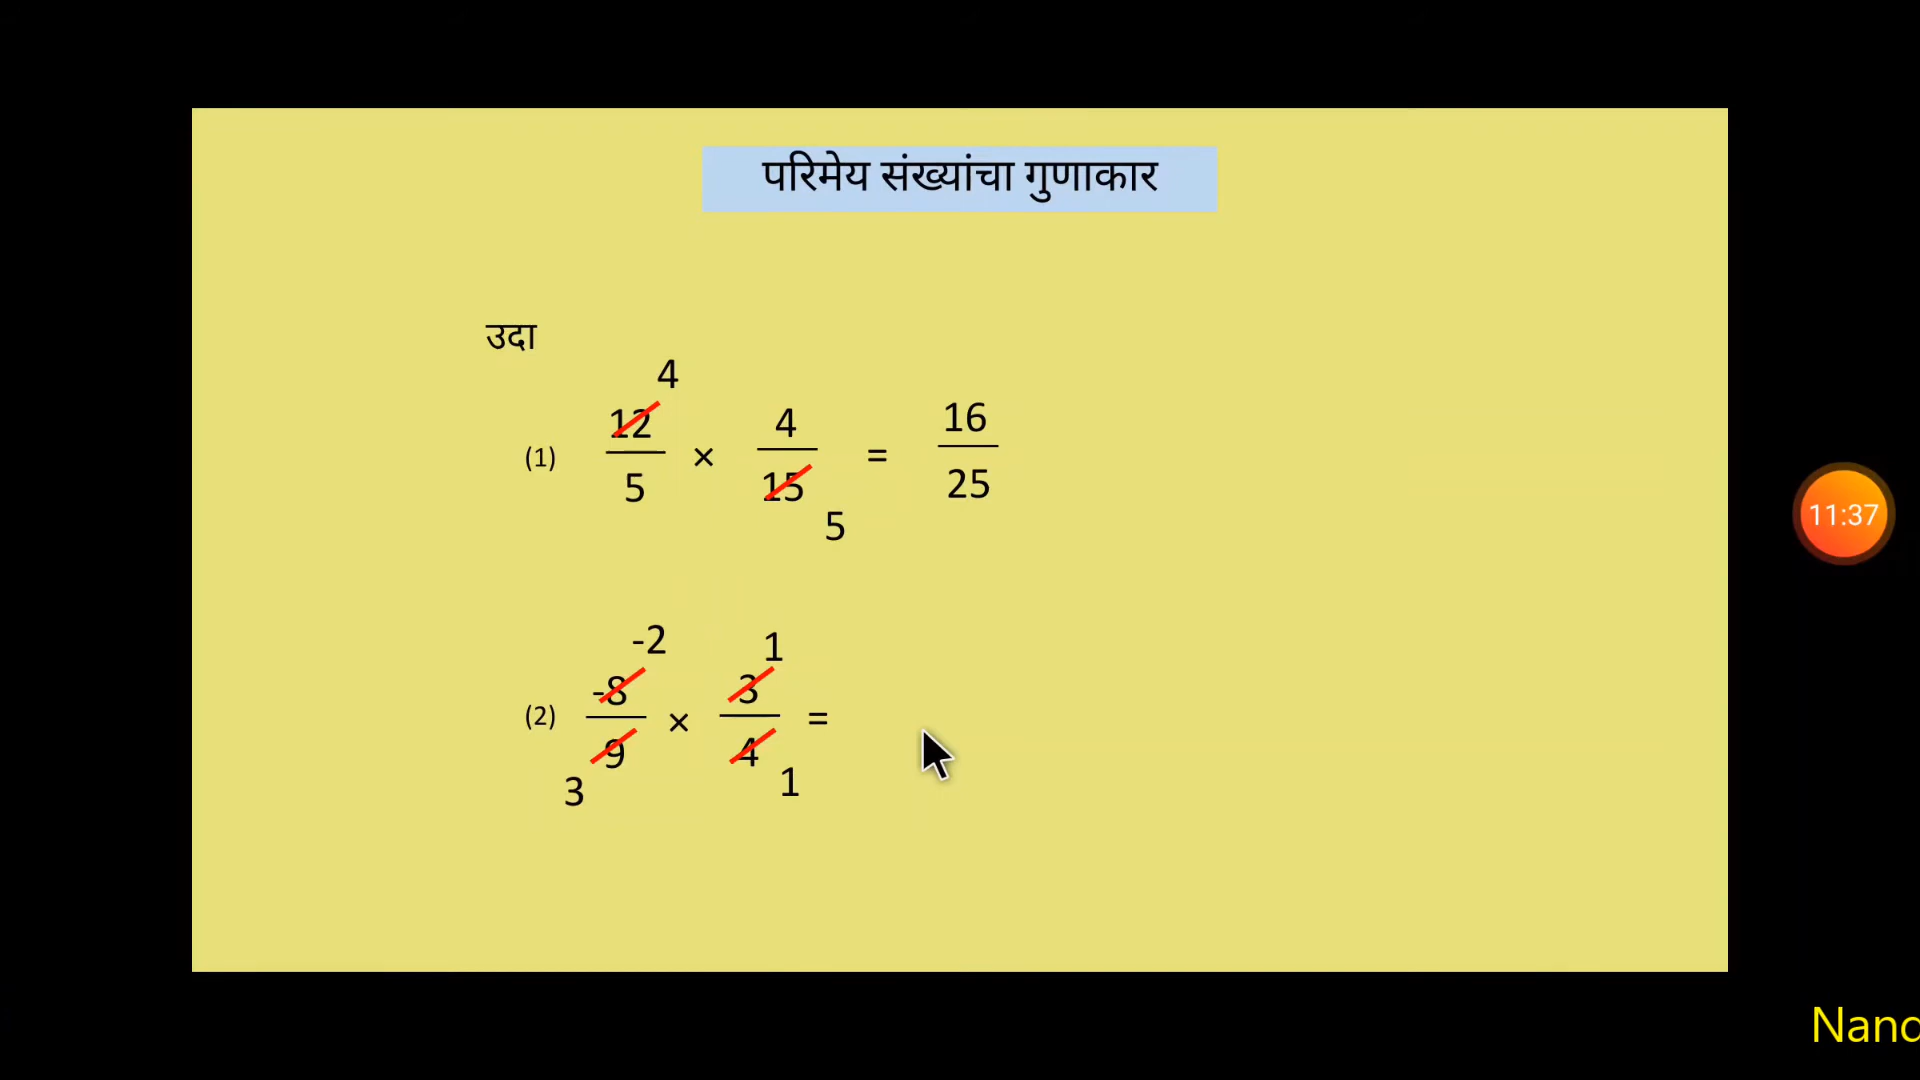 परिमेय संख्यांचा गुणाकार
उदा
4
(1) 12/5 × 4/15 = 16/25
5
-2 1
(2) -8/9 × 3/4 =
3 1
11:37